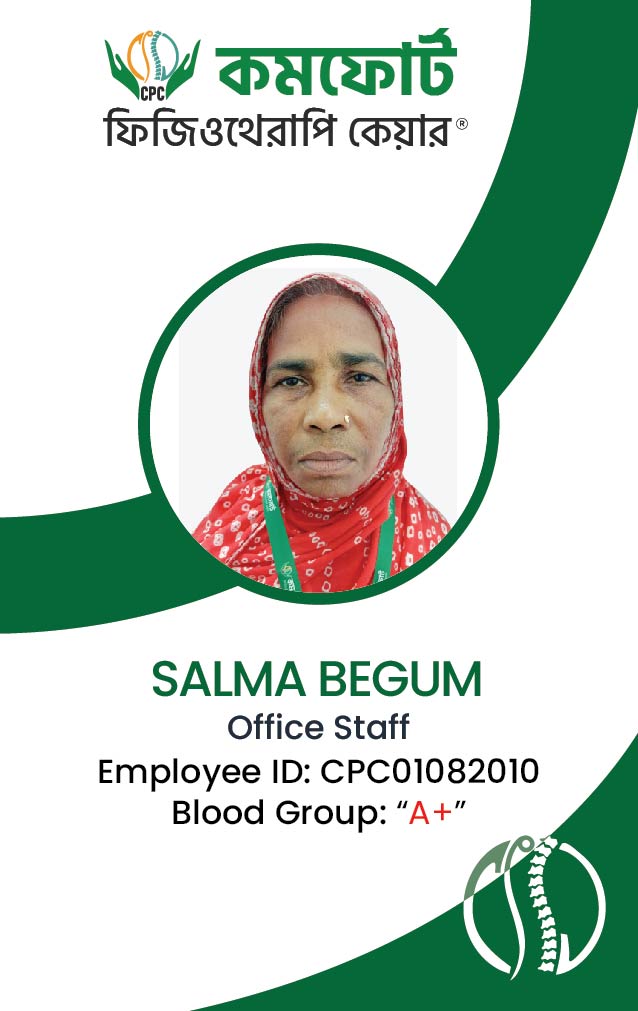 CPC
কমফোর্ট
ফিজিওথেরাপি কেয়ার®
SALMA BEGUM
Office Staff
Employee ID: CPC01082010
Blood Group: “A+”